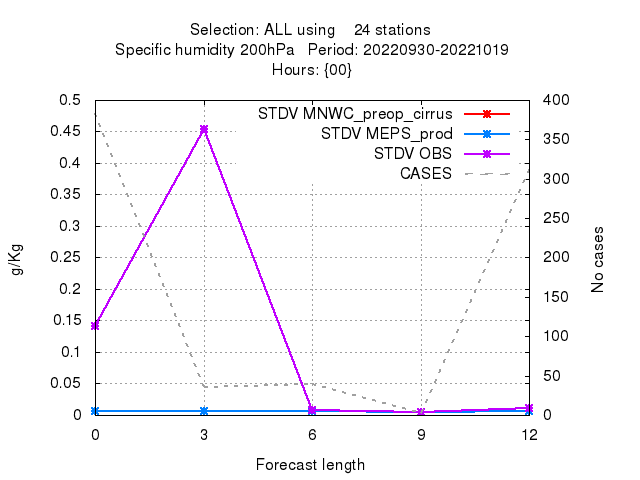 Selection: ALL using    24 stations
Specific humidity 200hPa   Period: 20220930-20221019
Hours: {00}
STDV MNWC_preop_cirrus
STDV MEPS_prod
STDV OBS
CASES
0.5
0.45
0.4
0.35
0.3
0.25
0.2
0.15
0.1
0.05
0
400
350
300
250
200
150
100
50
0
g/Kg
No cases
0 3 6 9 12
Forecast length